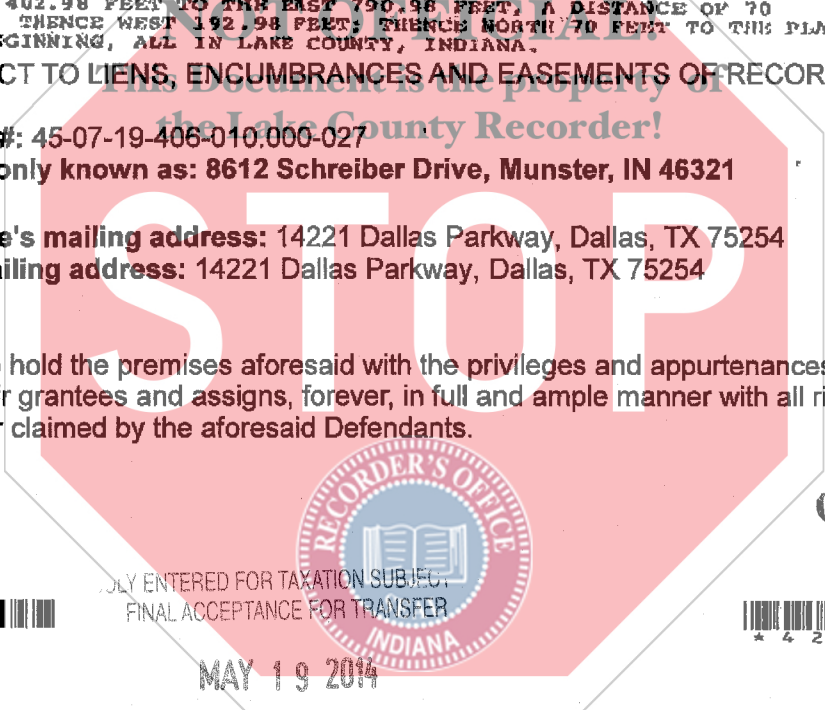 402.98 FEET TO THE EAST 790.98 FEET, A DISTANCE OF 70
THENCE WEST 192.98 FEET; THENCE NORTH 70 FEET TO THE PLA
GINNING, ALL IN LAKE COUNTY, INDIANA.
NOT OFFICIAL!
CT TO LIENS, ENCUMBRANCES AND EASEMENTS OF RECOR
This Document is the property of
the Lake County Recorder!
#: 45-07-19-406-010.000-027
only known as: 8612 Schreiber Drive, Munster, IN 46321
STOP
e's mailing address: 14221 Dallas Parkway, Dallas, TX 75254
iling address: 14221 Dallas Parkway, Dallas, TX 75254
hold the premises aforesaid with the privileges and appurtenances
r grantees and assigns, forever, in full and ample manner with all ri
claimed by the aforesaid Defendants.
RECORDER'S OFFICE
INDIANA
ULY ENTERED FOR TAXATION SUBJECT
FINAL ACCEPTANCE FOR TRANSFER
MAY 19 2014
* 4 2